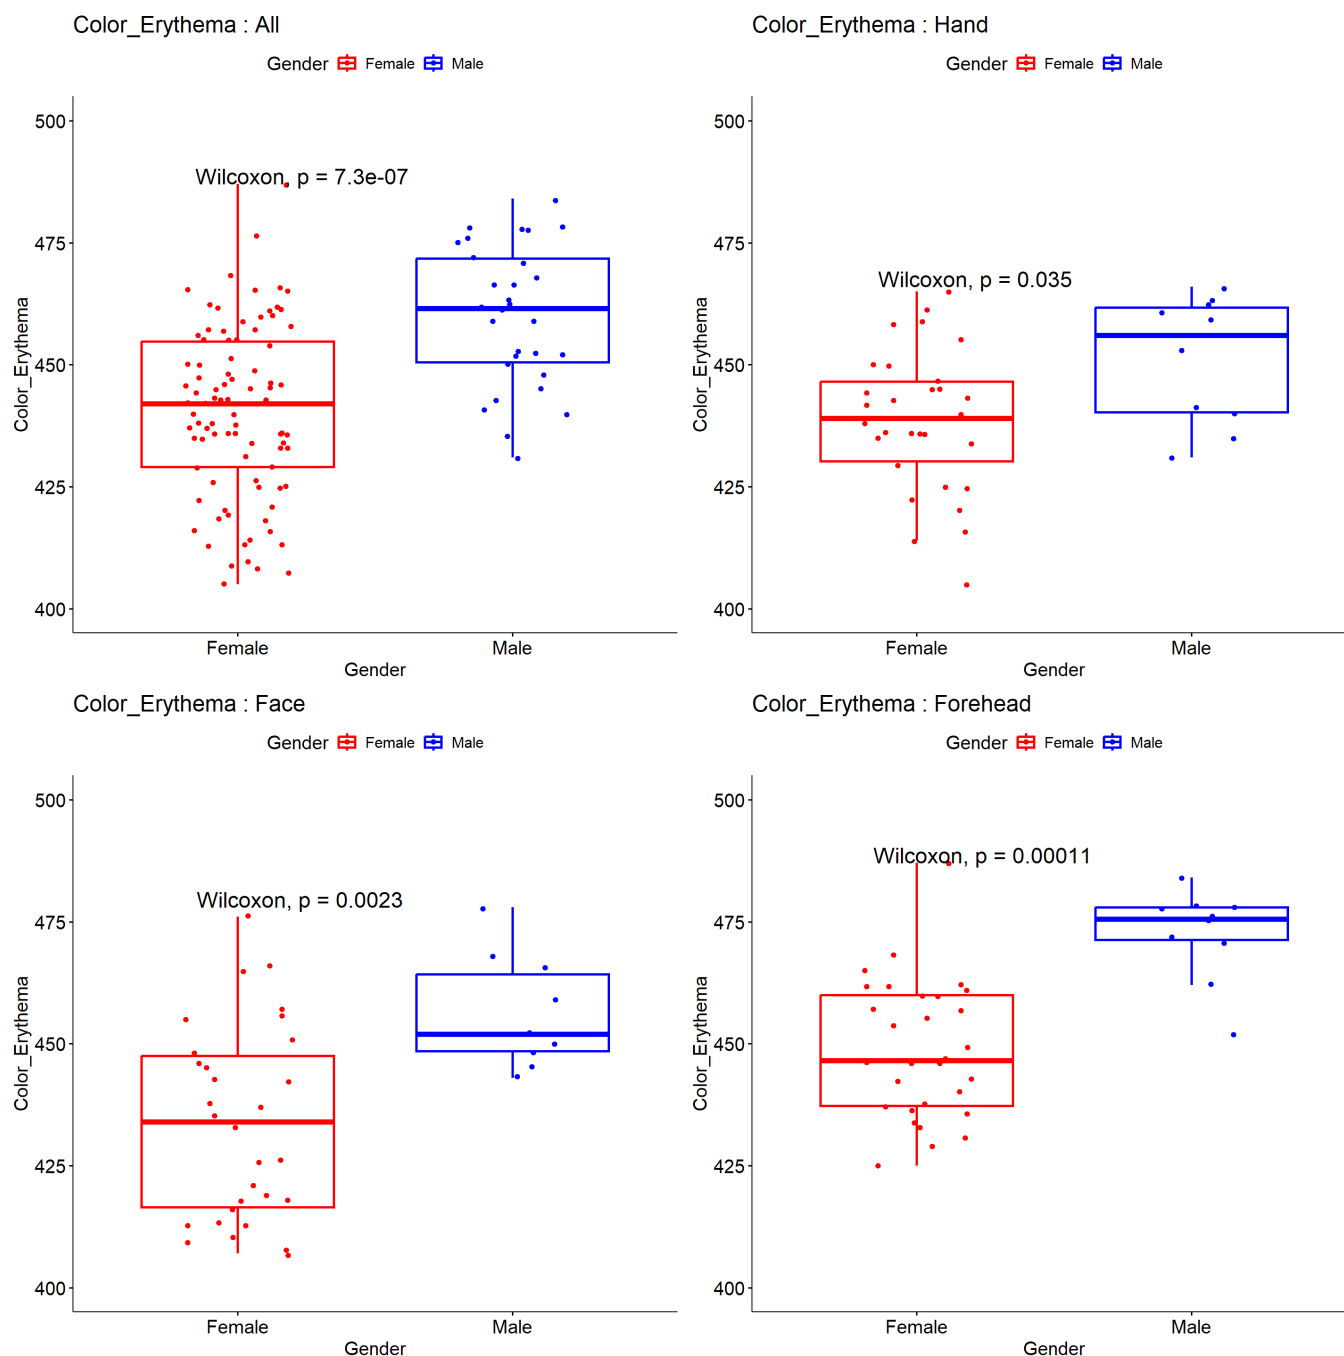 Color_Erythema : All
Gender Female Male
500
475
450
425
400
Color_Erythema
Wilcoxon, p = 7.3e-07
Female Male
Gender
Color_Erythema : Hand
Gender Female Male
500
475
450
425
400
Color_Erythema
Wilcoxon, p = 0.035
Female Male
Gender
Color_Erythema : Face
Gender Female Male
500
475
450
425
400
Color_Erythema
Wilcoxon, p = 0.0023
Female Male
Gender
Color_Erythema : Forehead
Gender Female Male
500
475
450
425
400
Color_Erythema
Wilcoxon, p = 0.00011
Female Male
Gender